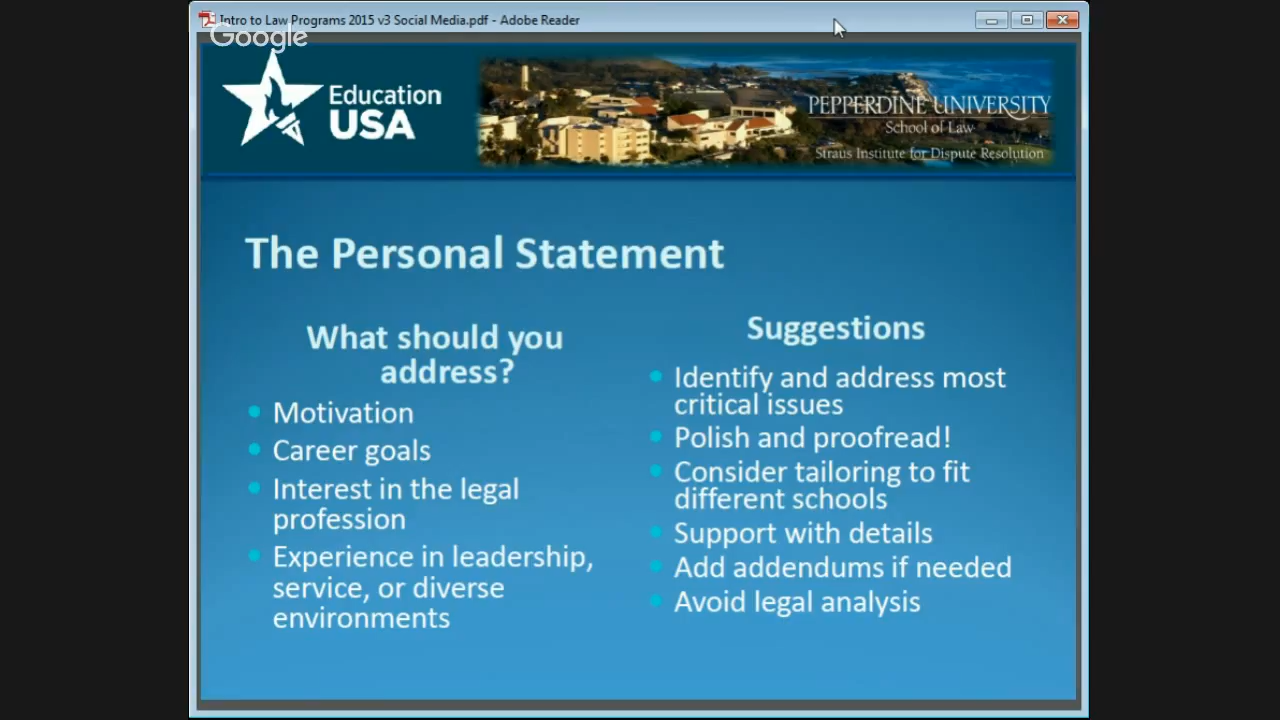 Intro to Law Programs 2015 v3 Social Media.pdf - Adobe Reader
Google
Education
USA
PEPPERDINE UNIVERSITY
School of Law
Straus Institute for Dispute Resolution
The Personal Statement
What should you
address?
• Motivation
• Career goals
• Interest in the legal
profession
• Experience in leadership,
service, or diverse
environments
Suggestions
• Identify and address most
critical issues
• Polish and proofread!
• Consider tailoring to fit
different schools
• Support with details
• Add addendums if needed
• Avoid legal analysis